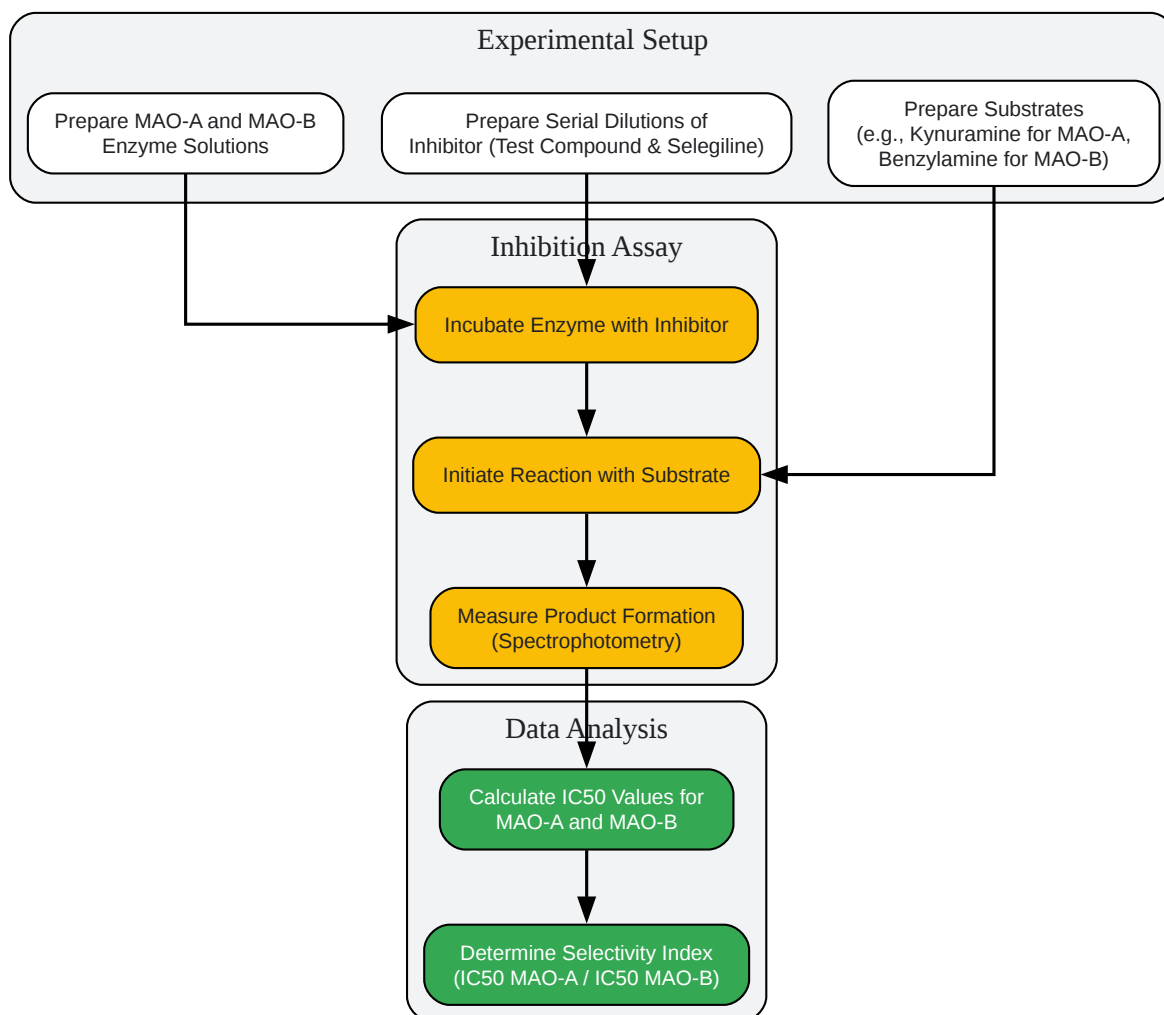 Experimental Setup
Prepare MAO-A and MAO-B
Enzyme Solutions
Prepare Serial Dilutions of
Inhibitor (Test Compound & Selegiline)
Prepare Substrates
(e.g., Kynuramine for MAO-A,
Benzylamine for MAO-B)
Inhibition Assay
Incubate Enzyme with Inhibitor
Initiate Reaction with Substrate
Measure Product Formation
(Spectrophotometry)
Data Analysis
Calculate IC50 Values for
MAO-A and MAO-B
Determine Selectivity Index
(IC50 MAO-A / IC50 MAO-B)